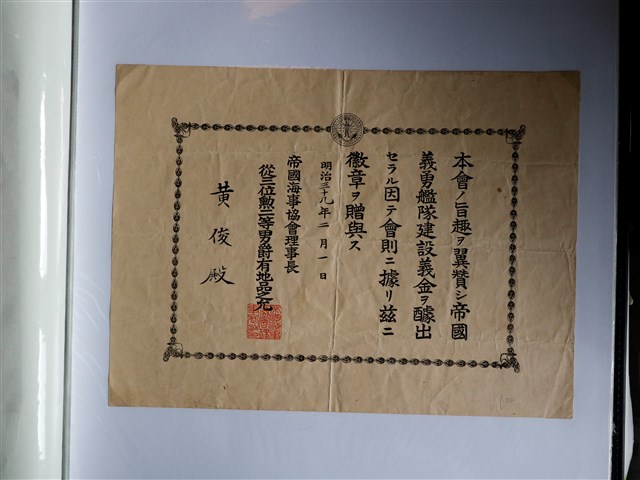 本會ノ旨趣ヲ翼贊シ帝國
義勇艦隊建設義金ヲ醵出
セラル因テ會則ニ據リ茲ニ
徽章ヲ贈與ス
明治三十九年二月一日
帝國海事協會理事長
從三位勲二等男爵有地品之允
黄俊殿